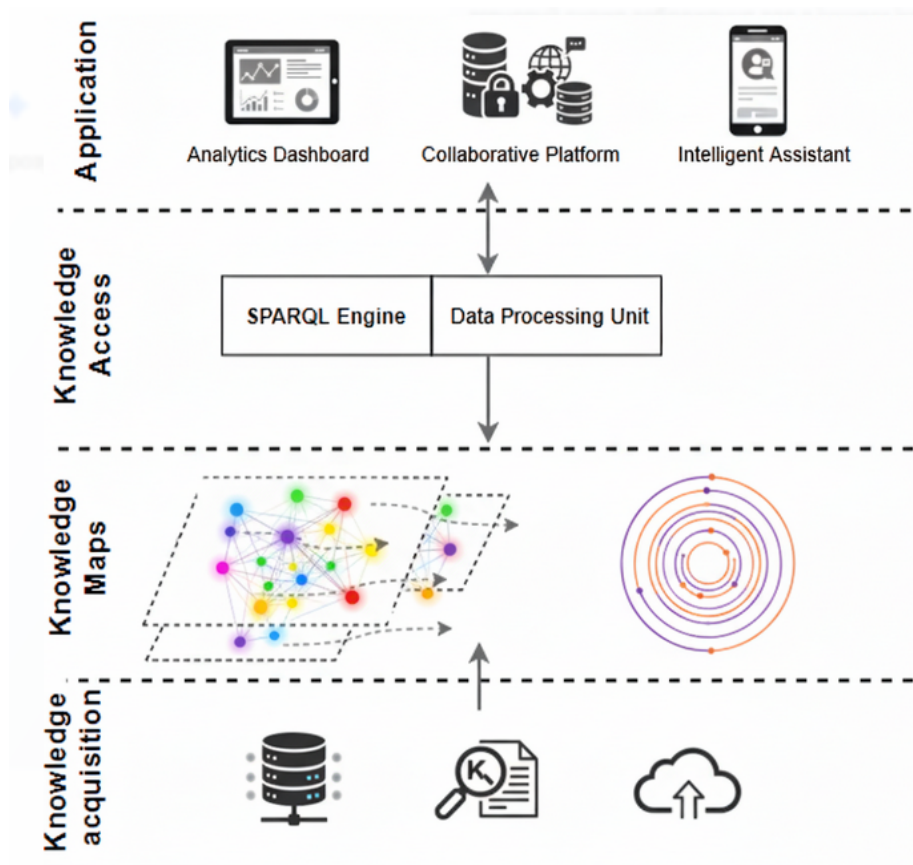 Application
Analytics Dashboard
Collaborative Platform
Intelligent Assistant
Knowledge
Access
SPARQL Engine
Data Processing Unit
Knowledge
Maps
Knowledge
acquisition
K